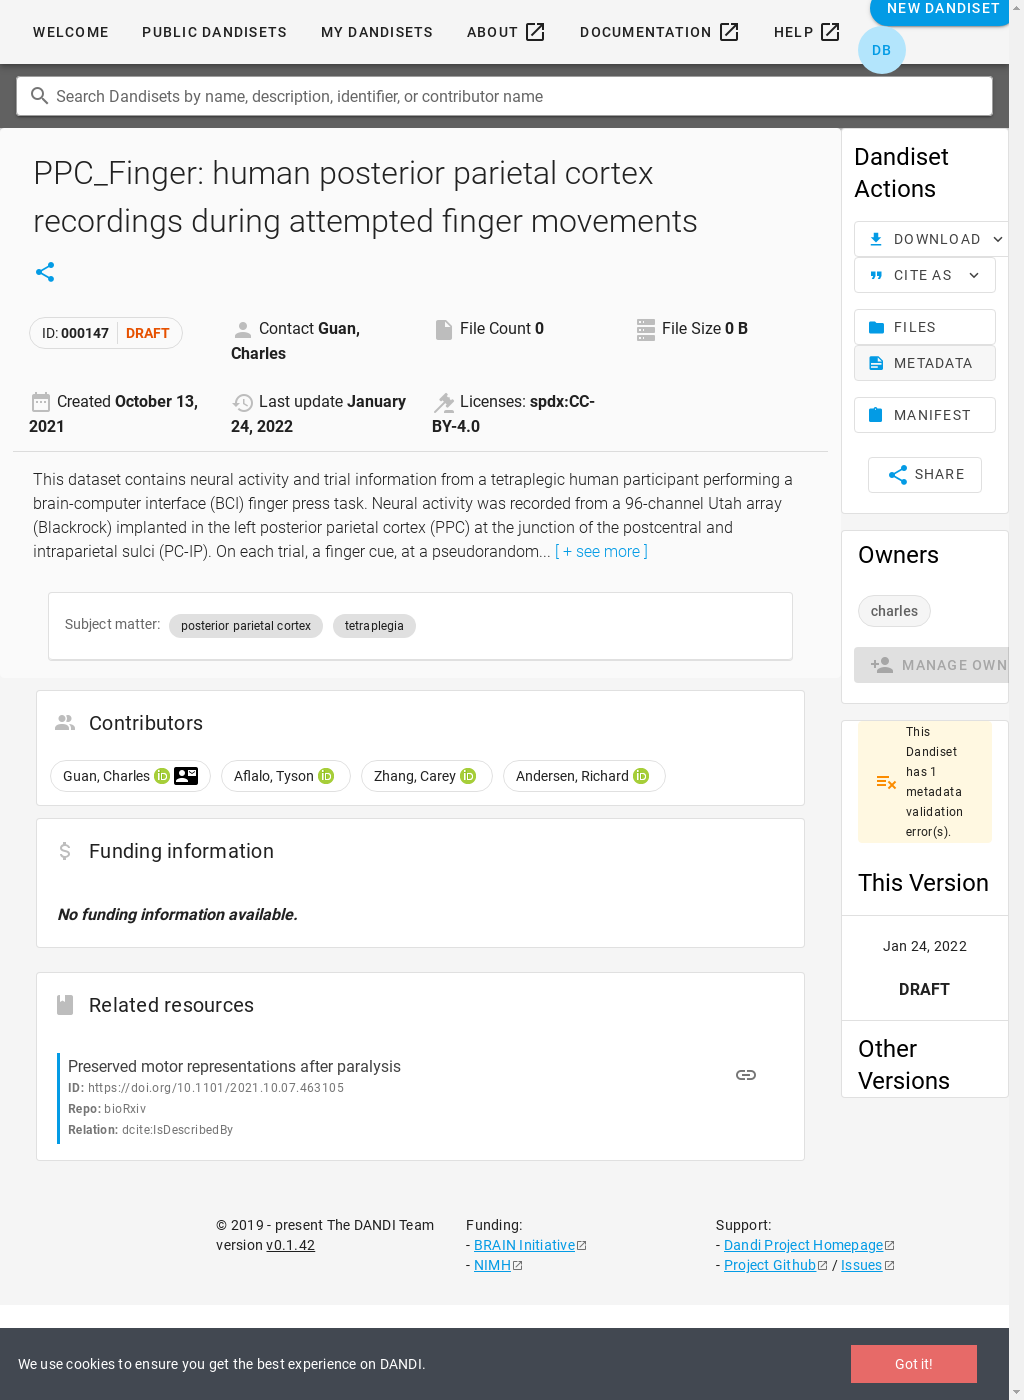 WELCOME PUBLIC DANDISETS MY DANDISETS ABOUT DOCUMENTATION HELP NEW DANDISET
DB
Search Dandisets by name, description, identifier, or contributor name
PPC_Finger: human posterior parietal cortex
recordings during attempted finger movements
ID: 000147 DRAFT
Contact Guan,
Charles
File Count 0
File Size 0 B
Created October 13,
2021
Last update January
24, 2022
Licenses: spdx:CC-
BY-4.0
This dataset contains neural activity and trial information from a tetraplegic human participant performing a
brain-computer interface (BCI) finger press task. Neural activity was recorded from a 96-channel Utah array
(Blackrock) implanted in the left posterior parietal cortex (PPC) at the junction of the postcentral and
intraparietal sulci (PC-IP). On each trial, a finger cue, at a pseudorandom... [ + see more ]
Subject matter: posterior parietal cortex tetraplegia
Contributors
Guan, Charles iD Aflalo, Tyson iD Zhang, Carey iD Andersen, Richard iD
Funding information
No funding information available.
Related resources
Preserved motor representations after paralysis
ID: https://doi.org/10.1101/2021.10.07.463105
Repo: bioRxiv
Relation: dcite:IsDescribedBy
Dandiset
Actions
DOWNLOAD
CITE AS
FILES
METADATA
MANIFEST
SHARE
Owners
charles
MANAGE OWN
This
Dandiset
has 1
metadata
validation
error(s).
This Version
Jan 24, 2022
DRAFT
Other
Versions
© 2019 - present The DANDI Team
version v0.1.42
Funding:
- BRAIN Initiative
- NIMH
Support:
- Dandi Project Homepage
- Project Github / Issues
We use cookies to ensure you get the best experience on DANDI.
Got it!